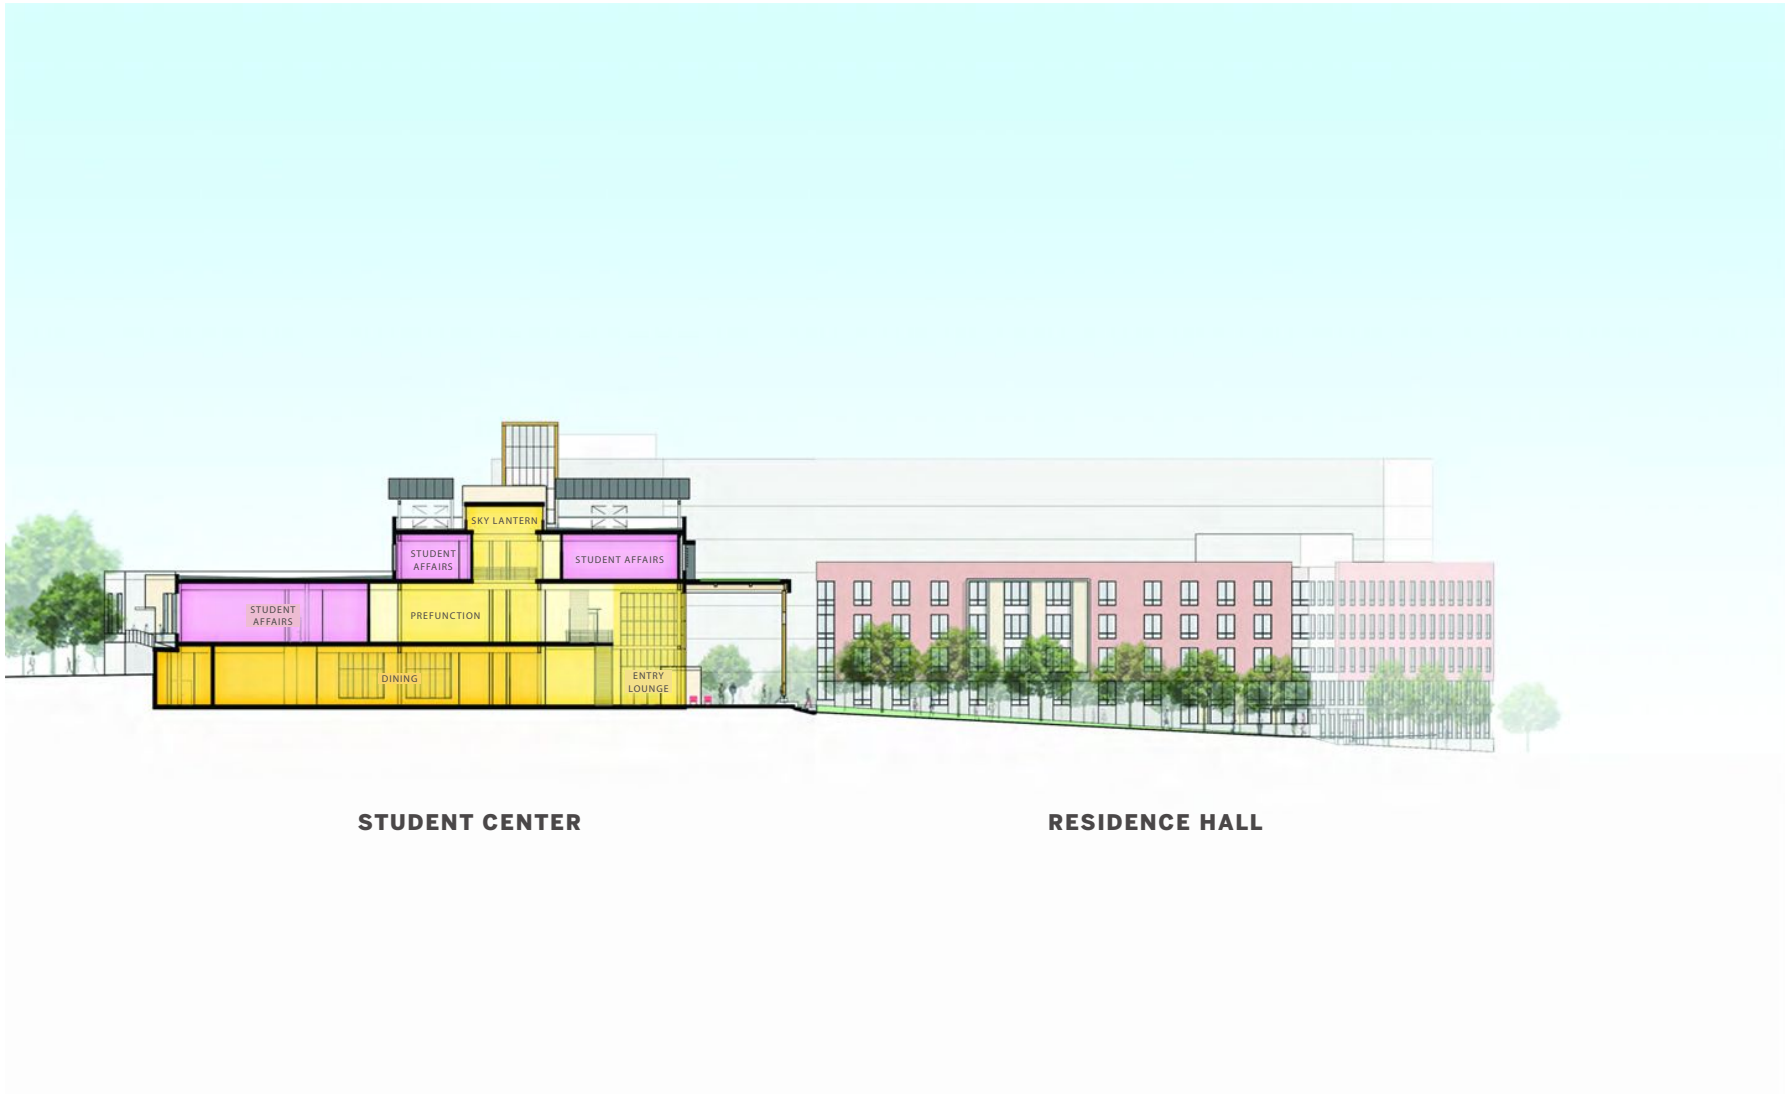 SKY LANTERN
STUDENT
AFFAIRS
STUDENT AFFAIRS
STUDENT
AFFAIRS
PREFUNCTION
DINING
ENTRY
LOUNGE
STUDENT CENTER
RESIDENCE HALL